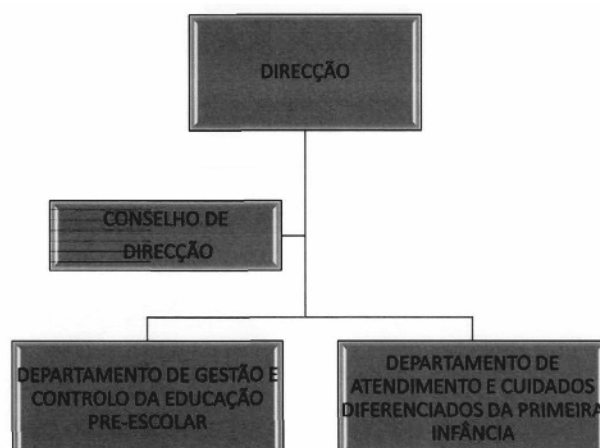 DIRECÇÃO
CONSELHO DE
DIRECÇÃO
DEPARTAMENTO DE GESTÃO E
CONTROLO DA EDUCAÇÃO
PRE-ESCOLAR
DEPARTAMENTO DE
ATENDIMENTO E CUIDADOS
DIFERENCIADOS DA PRIMEIRA
INFÂNCIA